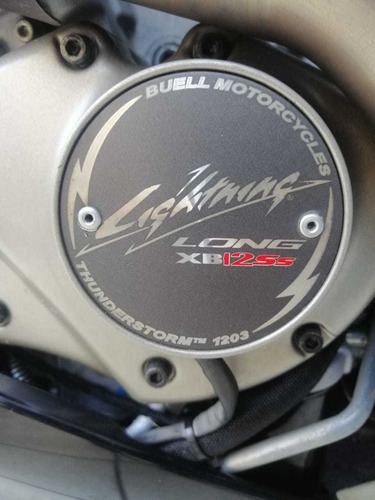 BUELL MOTORCYCLES
Lightning®
LONG
XB12Ss
THUNDERSTORM™ 1203